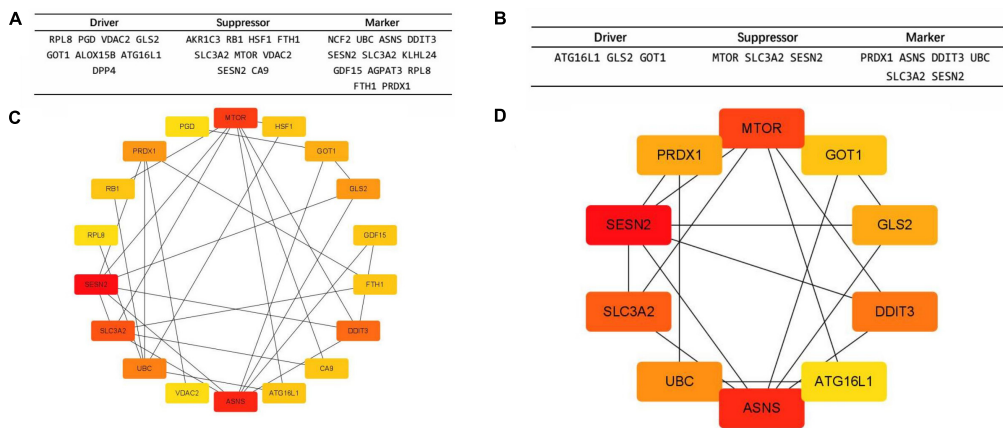 A
Driver Suppressor Marker
RPL8 PGD VDAC2 GLS2 AKR1C3 RB1 HSF1 FTH1 NCF2 UBC ASNS DDIT3
GOT1 ALOX15B ATG16L1 SLC3A2 MTOR VDAC2 SESN2 SLC3A2 KLHL24
DPP4 SESN2 CA9 GDF15 AGPAT3 RPL8
FTH1 PRDX1
B
Driver Suppressor Marker
ATG16L1 GLS2 GOT1 MTOR SLC3A2 SESN2 PRDX1 ASNS DDIT3 UBC
SLC3A2 SESN2
C
MTOR
PGD HSF1
PRDX1 GOT1
RB1 GLS2
RPL8 GDF15
SESN2 FTH1
SLC3A2 DDIT3
UBC CA9
VDAC2 ATG16L1
ASNS
D
MTOR
PRDX1 GOT1
SESN2 GLS2
SLC3A2 DDIT3
UBC ATG16L1
ASNS